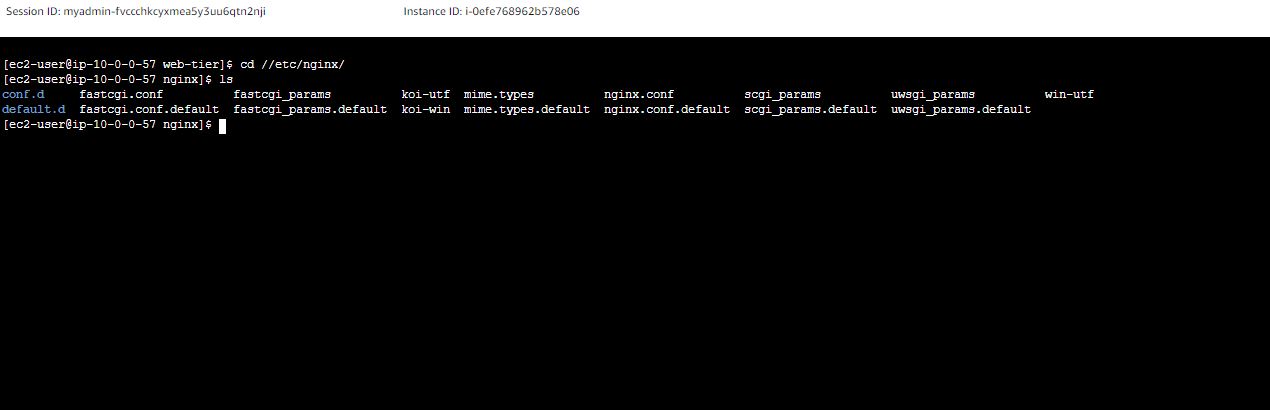 Session ID: myadmin-fvccchkcyxmea5y3uu6qtn2nji Instance ID: i-0efe768962b578e06
[ec2-user@ip-10-0-0-57 web-tier]$ cd //etc/nginx/
[ec2-user@ip-10-0-0-57 nginx]$ ls
conf.d fastcgi.conf fastcgi_params koi-utf mime.types nginx.conf scgi_params uwsgi_params win-utf
default.d fastcgi.conf.default fastcgi_params.default koi-win mime.types.default nginx.conf.default scgi_params.default uwsgi_params.default
[ec2-user@ip-10-0-0-57 nginx]$